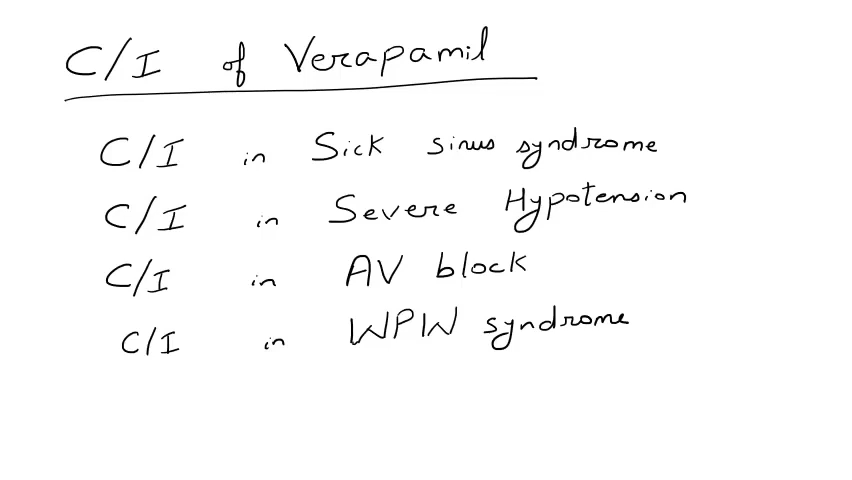 C/I of Verapamil
C/I in Sick sinus syndrome
C/I in Severe Hypotension
C/I in AV block
C/I in WPW syndrome